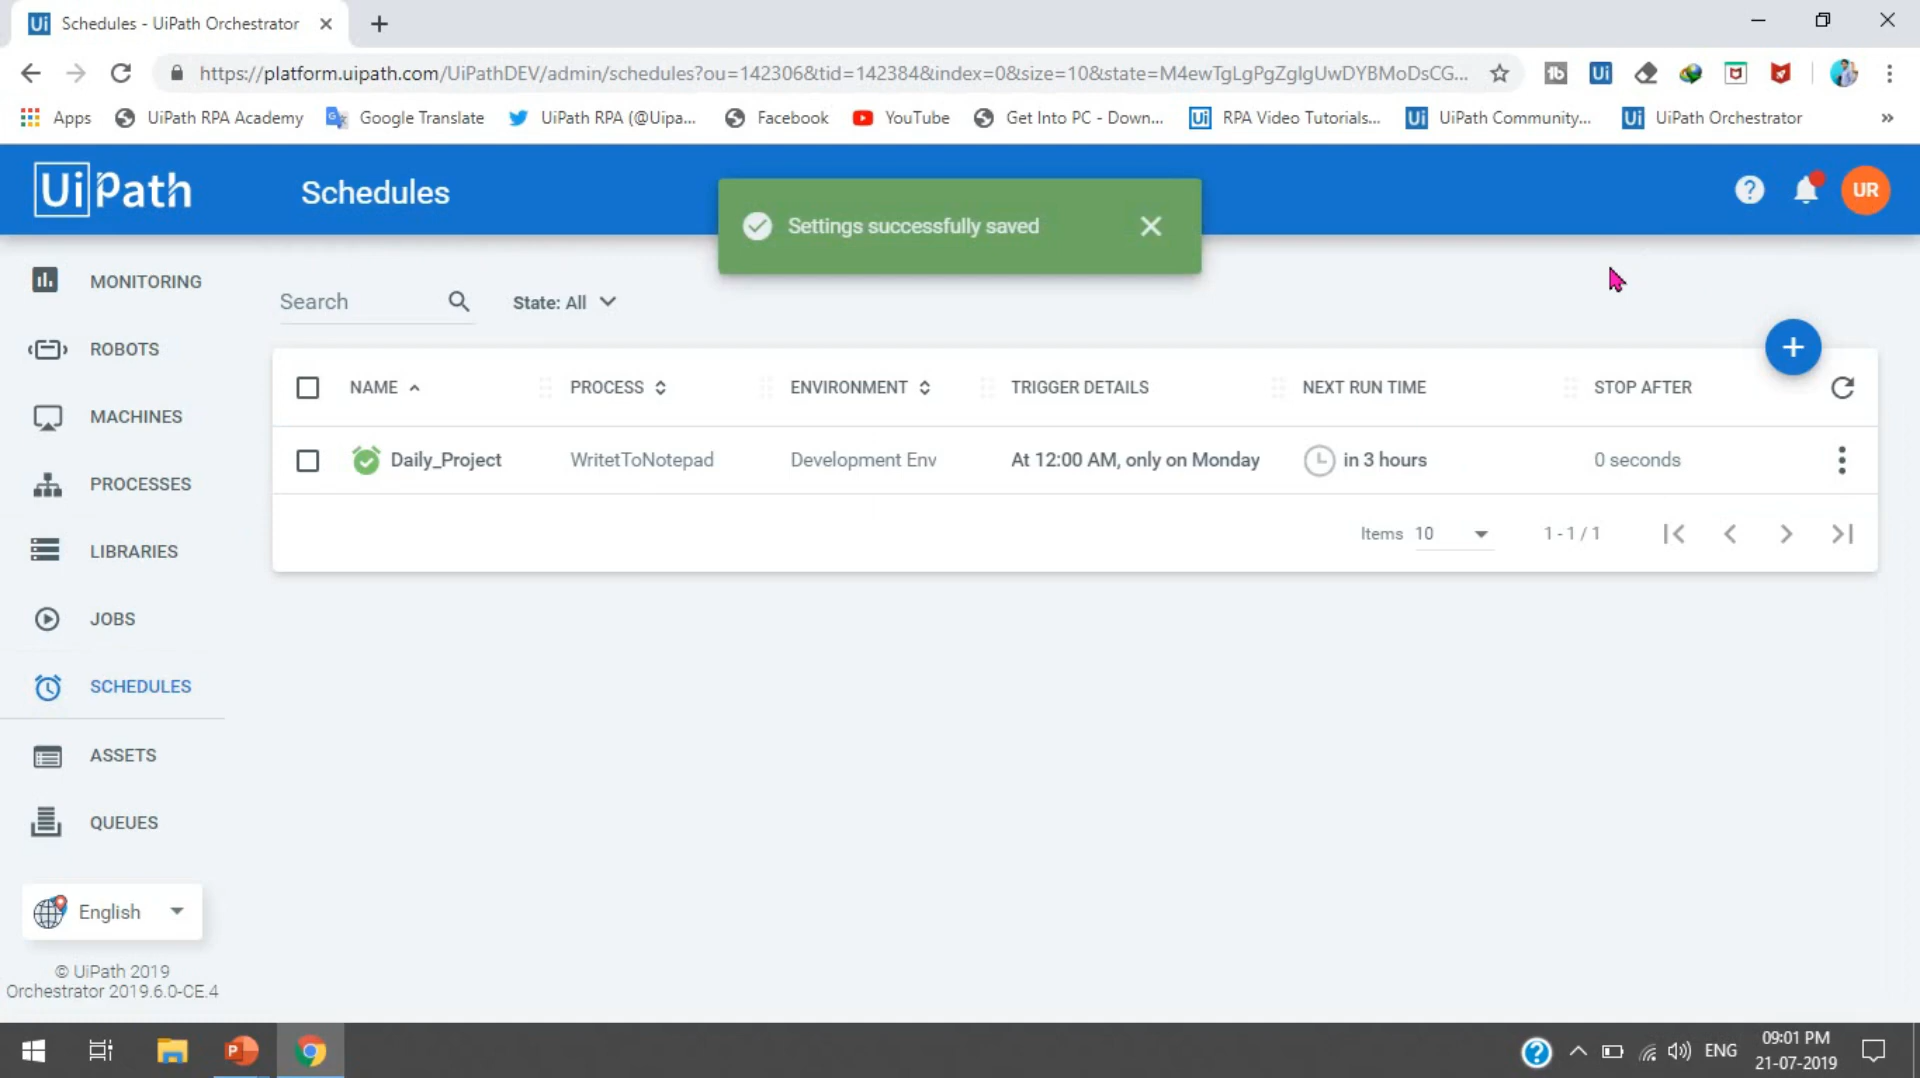 Ui Schedules - UiPath Orchestrator
https://platform.uipath.com/UiPathDEV/admin/schedules?ou=142306&tid=142384&index=0&size=10&state=M4ewTgLgPgZglgUwDYBMoDsCG...
Apps UiPath RPA Academy Google Translate UiPath RPA (@Uipa... Facebook YouTube Get Into PC - Down... Ui RPA Video Tutorials... Ui UiPath Community... Ui UiPath Orchestrator »
UiPath Schedules
Settings successfully saved
UR
MONITORING
ROBOTS
MACHINES
PROCESSES
LIBRARIES
JOBS
SCHEDULES
ASSETS
QUEUES
English
© UiPath 2019
Orchestrator 2019.6.0-CE.4
Search State: All
NAME PROCESS ENVIRONMENT TRIGGER DETAILS NEXT RUN TIME STOP AFTER
Daily_Project WritetToNotepad Development Env At 12:00 AM, only on Monday in 3 hours 0 seconds
Items 10 1 - 1 / 1
ENG 09:01 PM
21-07-2019